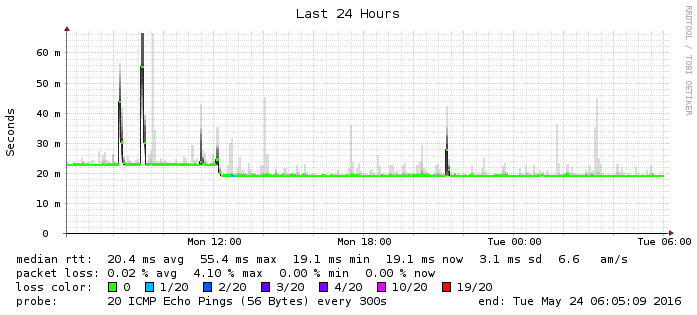 Last 24 Hours
RRDTOOL / TOBI OETIKER
Seconds
60 m
50 m
40 m
30 m
20 m
10 m
0
Mon 12:00 Mon 18:00 Tue 00:00 Tue 06:00
median rtt: 20.4 ms avg 55.4 ms max 19.1 ms min 19.1 ms now 3.1 ms sd 6.6 am/s
packet loss: 0.02 % avg 4.10 % max 0.00 % min 0.00 % now
loss color: 0 1/20 2/20 3/20 4/20 10/20 19/20
probe: 20 ICMP Echo Pings (56 Bytes) every 300s end: Tue May 24 06:05:09 2016